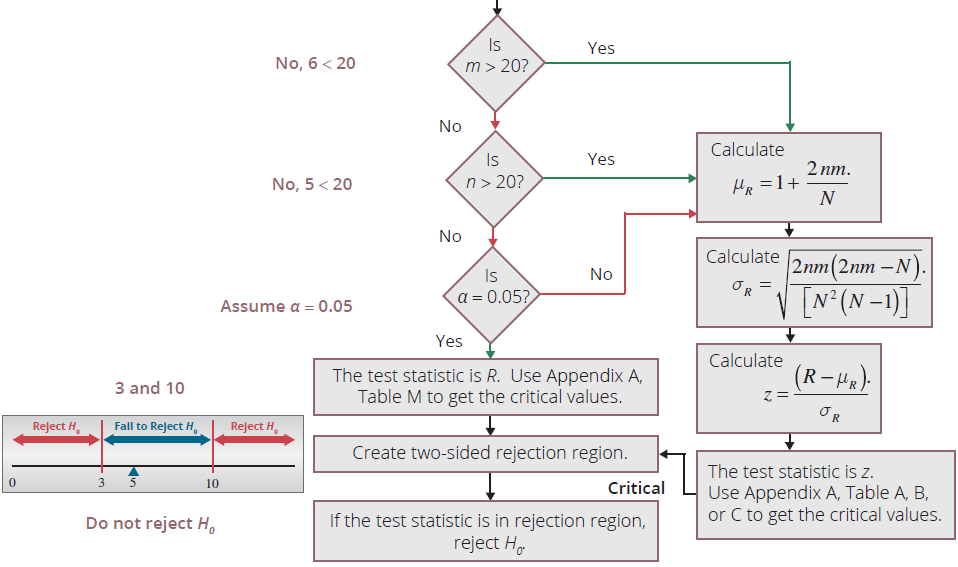 Is
m > 20?
Yes
No, 6 < 20
No
Is
n > 20?
Yes
No, 5 < 20
No
Is
α = 0.05?
No
Assume α = 0.05
Yes
Calculate
μ_R = 1 + 2nm. / N
Calculate
σ_R = √(2nm(2nm − N). / [N²(N − 1)])
Calculate
z = (R − μ_R). / σ_R
The test statistic is z.
Use Appendix A, Table A, B,
or C to get the critical values.
The test statistic is R. Use Appendix A,
Table M to get the critical values.
3 and 10
Create two-sided rejection region.
Critical
Reject H₀
Fail to Reject H₀
Reject H₀
0 3 5 10
If the test statistic is in rejection region,
reject H₀.
Do not reject H₀